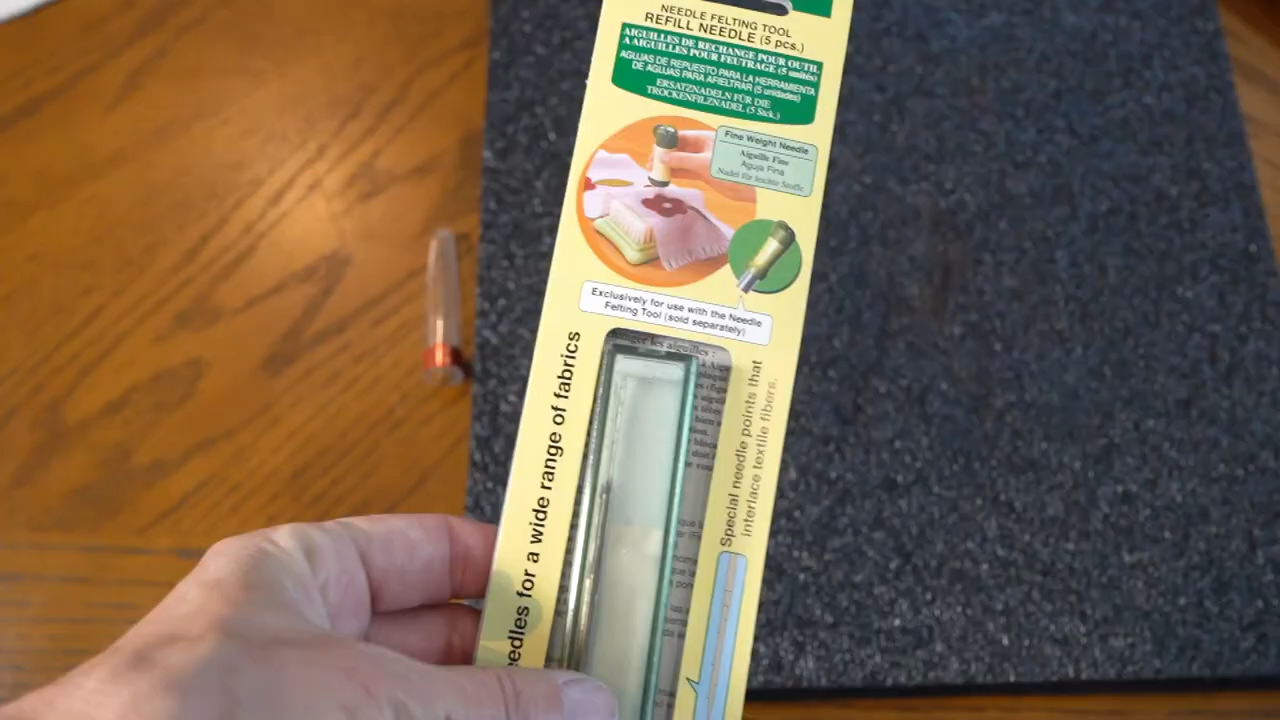 NEEDLE FELTING TOOL
REFILL NEEDLE (5 pcs.)
AIGUILLES DE RECHANGE POUR OUTIL
A AIGUILLES POUR FEUTRAGE (5 unités)
AGUJAS DE REPUESTO PARA LA HERRAMIENTA
DE AGUJAS PARA AFIELTRAR (5 unidades)
ERSATZNADELN FÜR DIE
TROCKENFILZNADEL (5 Stck.)
Fine Weight Needle
Aiguille Fine
Aguja Fina
Nadel für leichte Stoffe
Exclusively for use with the Needle
Felting Tool (sold separately)
eedles for a wide range of fabrics
les aiguilles :
Special needle points that
interlace textile fibers.